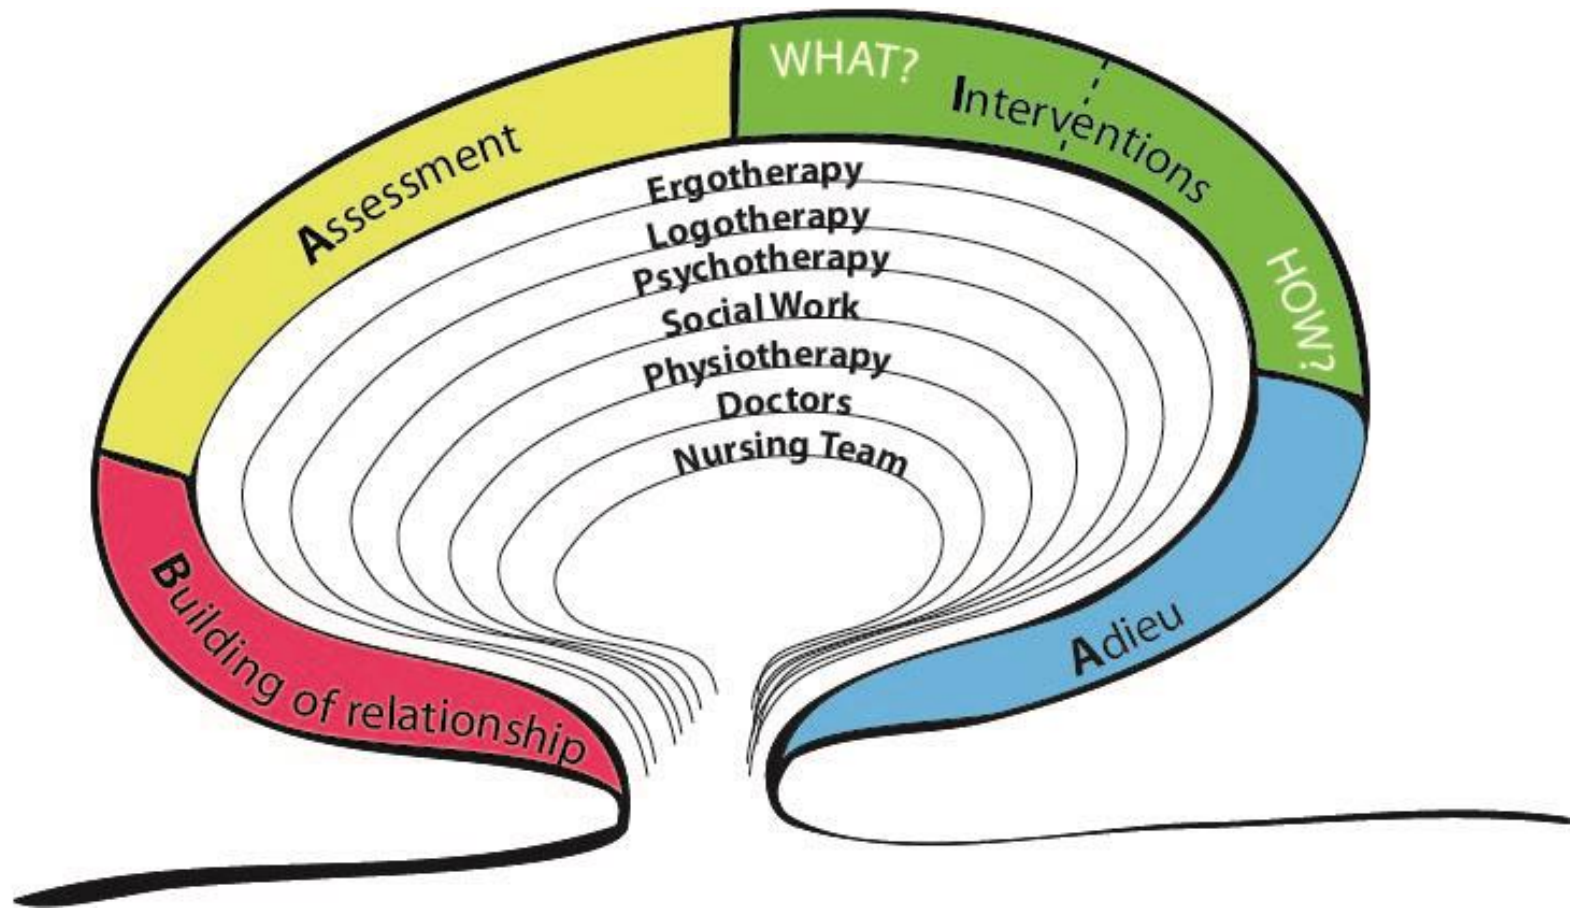 WHAT?
Interventions
HOW?
Assessment
Ergotherapy
Logotherapy
Psychotherapy
Social Work
Physiotherapy
Doctors
Nursing Team
Building of relationship
Adieu